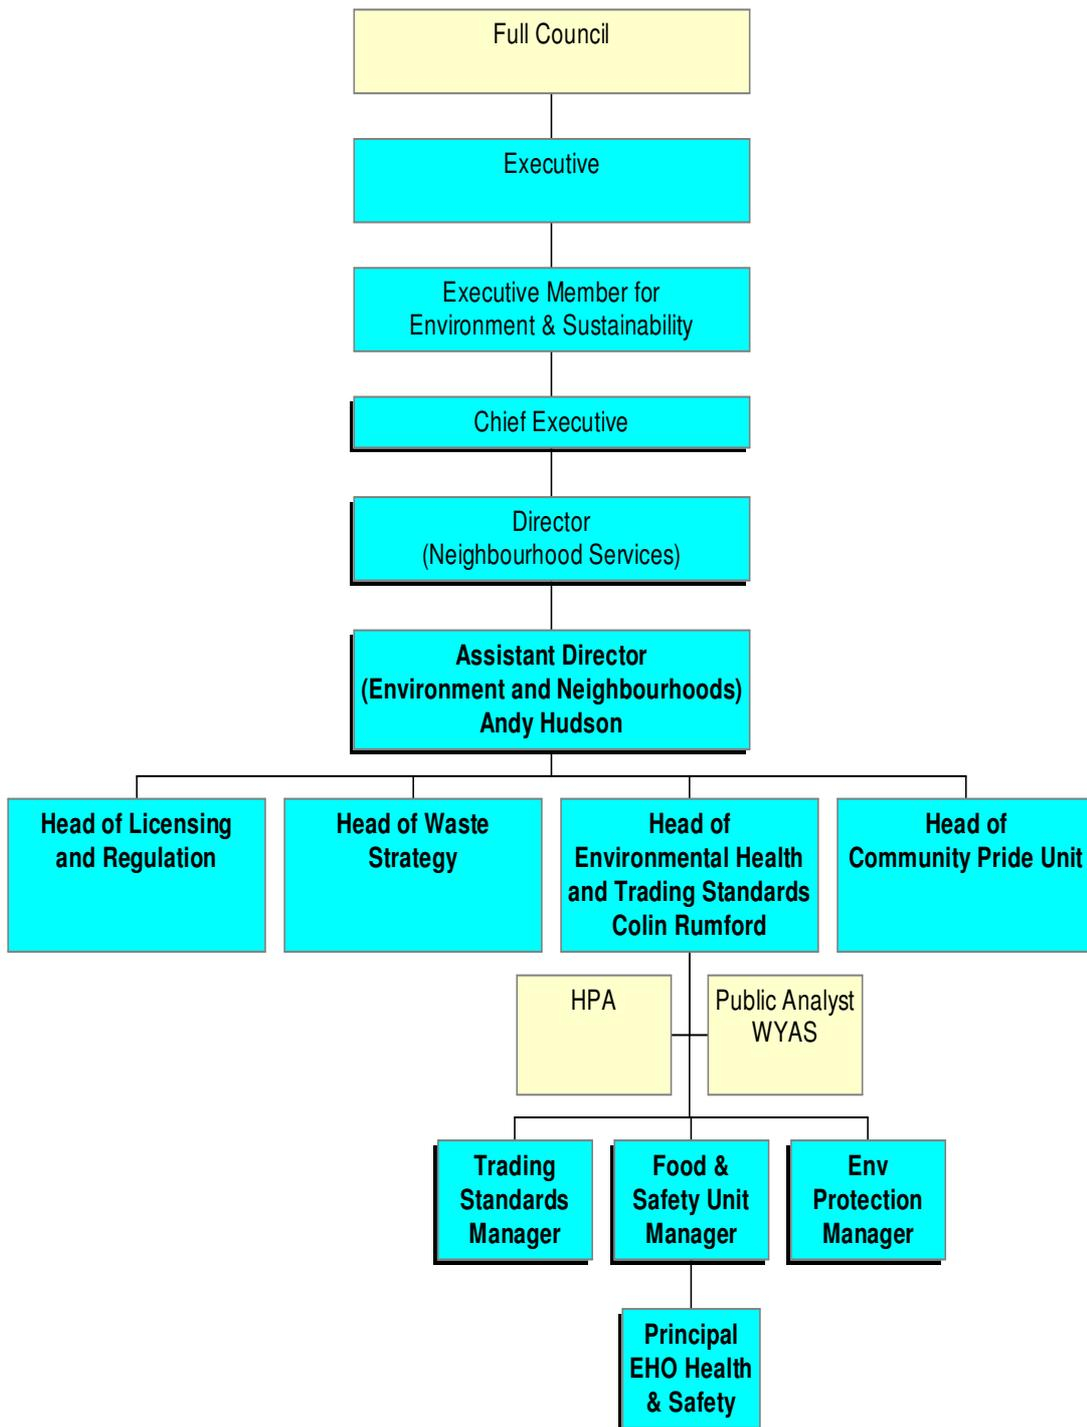 Full Council
Executive
Executive Member for
Environment & Sustainability
Chief Executive
Director
(Neighbourhood Services)
Assistant Director
(Environment and Neighbourhoods)
Andy Hudson
Head of Licensing
and Regulation
Head of Waste
Strategy
Head of
Environmental Health
and Trading Standards
Colin Rumford
Head of
Community Pride Unit
HPA
Public Analyst
WYAS
Trading
Standards
Manager
Food &
Safety Unit
Manager
Env
Protection
Manager
Principal
EHO Health
& Safety